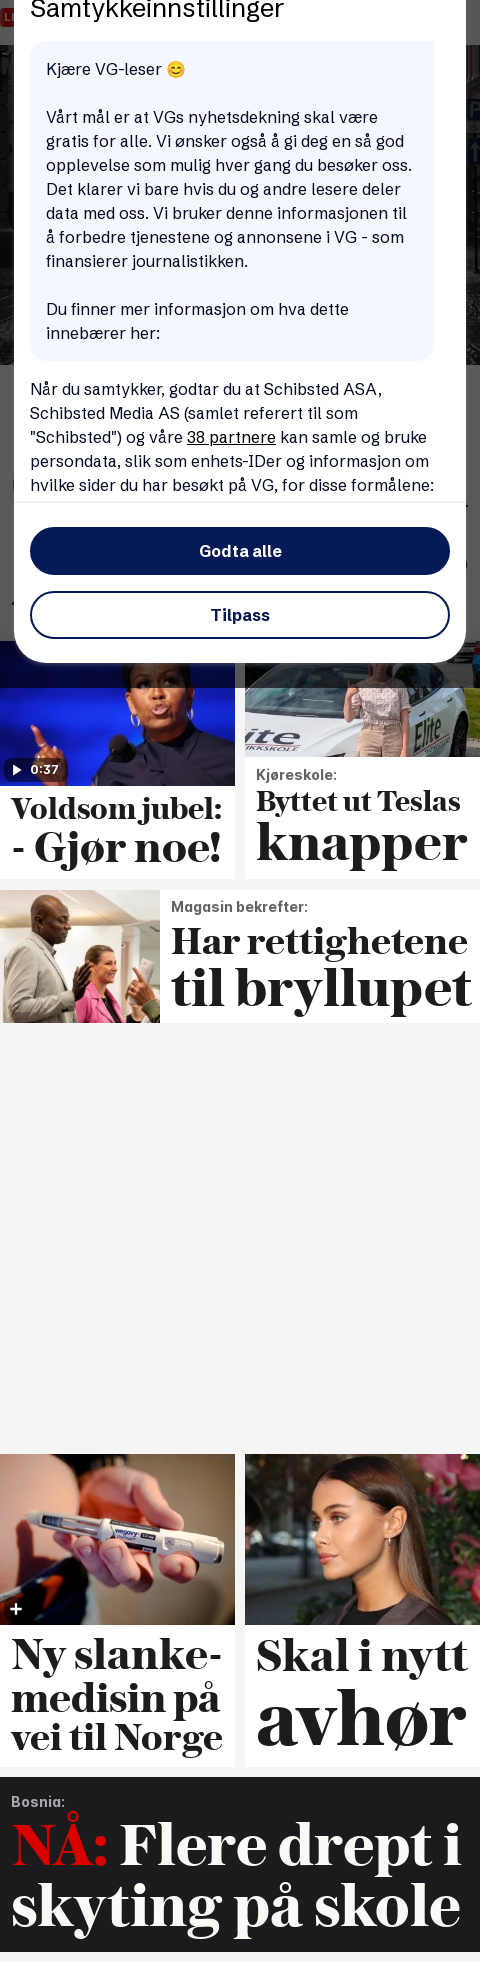 Samtykkeinnstillinger
Kjære VG-leser 😊
Vårt mål er at VGs nyhetsdekning skal være
gratis for alle. Vi ønsker også å gi deg en så god
opplevelse som mulig hver gang du besøker oss.
Det klarer vi bare hvis du og andre lesere deler
data med oss. Vi bruker denne informasjonen til
å forbedre tjenestene og annonsene i VG - som
finansierer journalistikken.
Du finner mer informasjon om hva dette
innebærer her:
Når du samtykker, godtar du at Schibsted ASA,
Schibsted Media AS (samlet referert til som
"Schibsted") og våre 38 partnere kan samle og bruke
persondata, slik som enhets-IDer og informasjon om
hvilke sider du har besøkt på VG, for disse formålene:
Godta alle
Tilpass
0:37
Voldsom jubel:
- Gjør noe!
Elite
Kjøreskole:
Byttet ut Teslas
knapper
Magasin bekrefter:
Har rettighetene
til bryllupet
wegovy
Ny slanke-
medisin på
vei til Norge
Skal i nytt
avhør
Bosnia:
NÅ: Flere drept i
skyting på skole